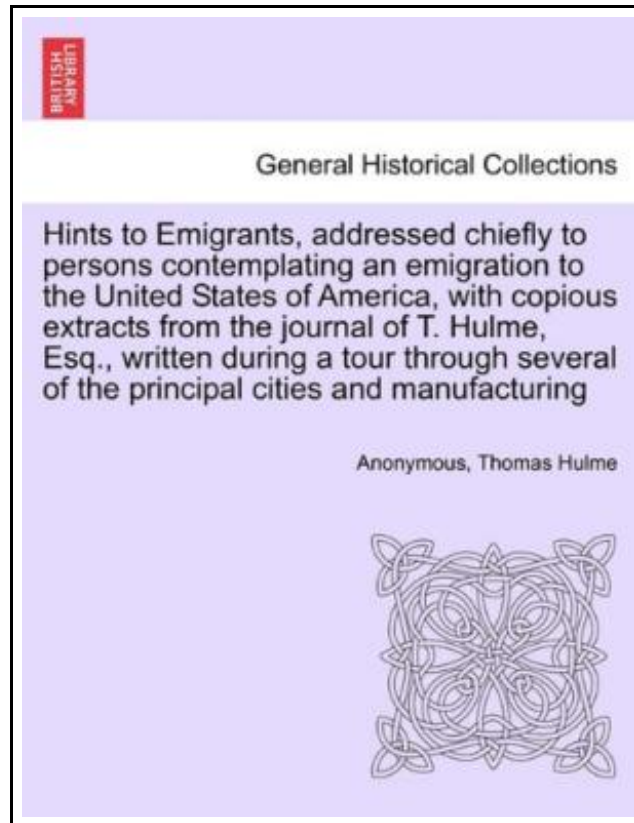 BRITISH
LIBRARY
General Historical Collections
Hints to Emigrants, addressed chiefly to
persons contemplating an emigration to
the United States of America, with copious
extracts from the journal of T. Hulme,
Esq., written during a tour through several
of the principal cities and manufacturing
Anonymous, Thomas Hulme